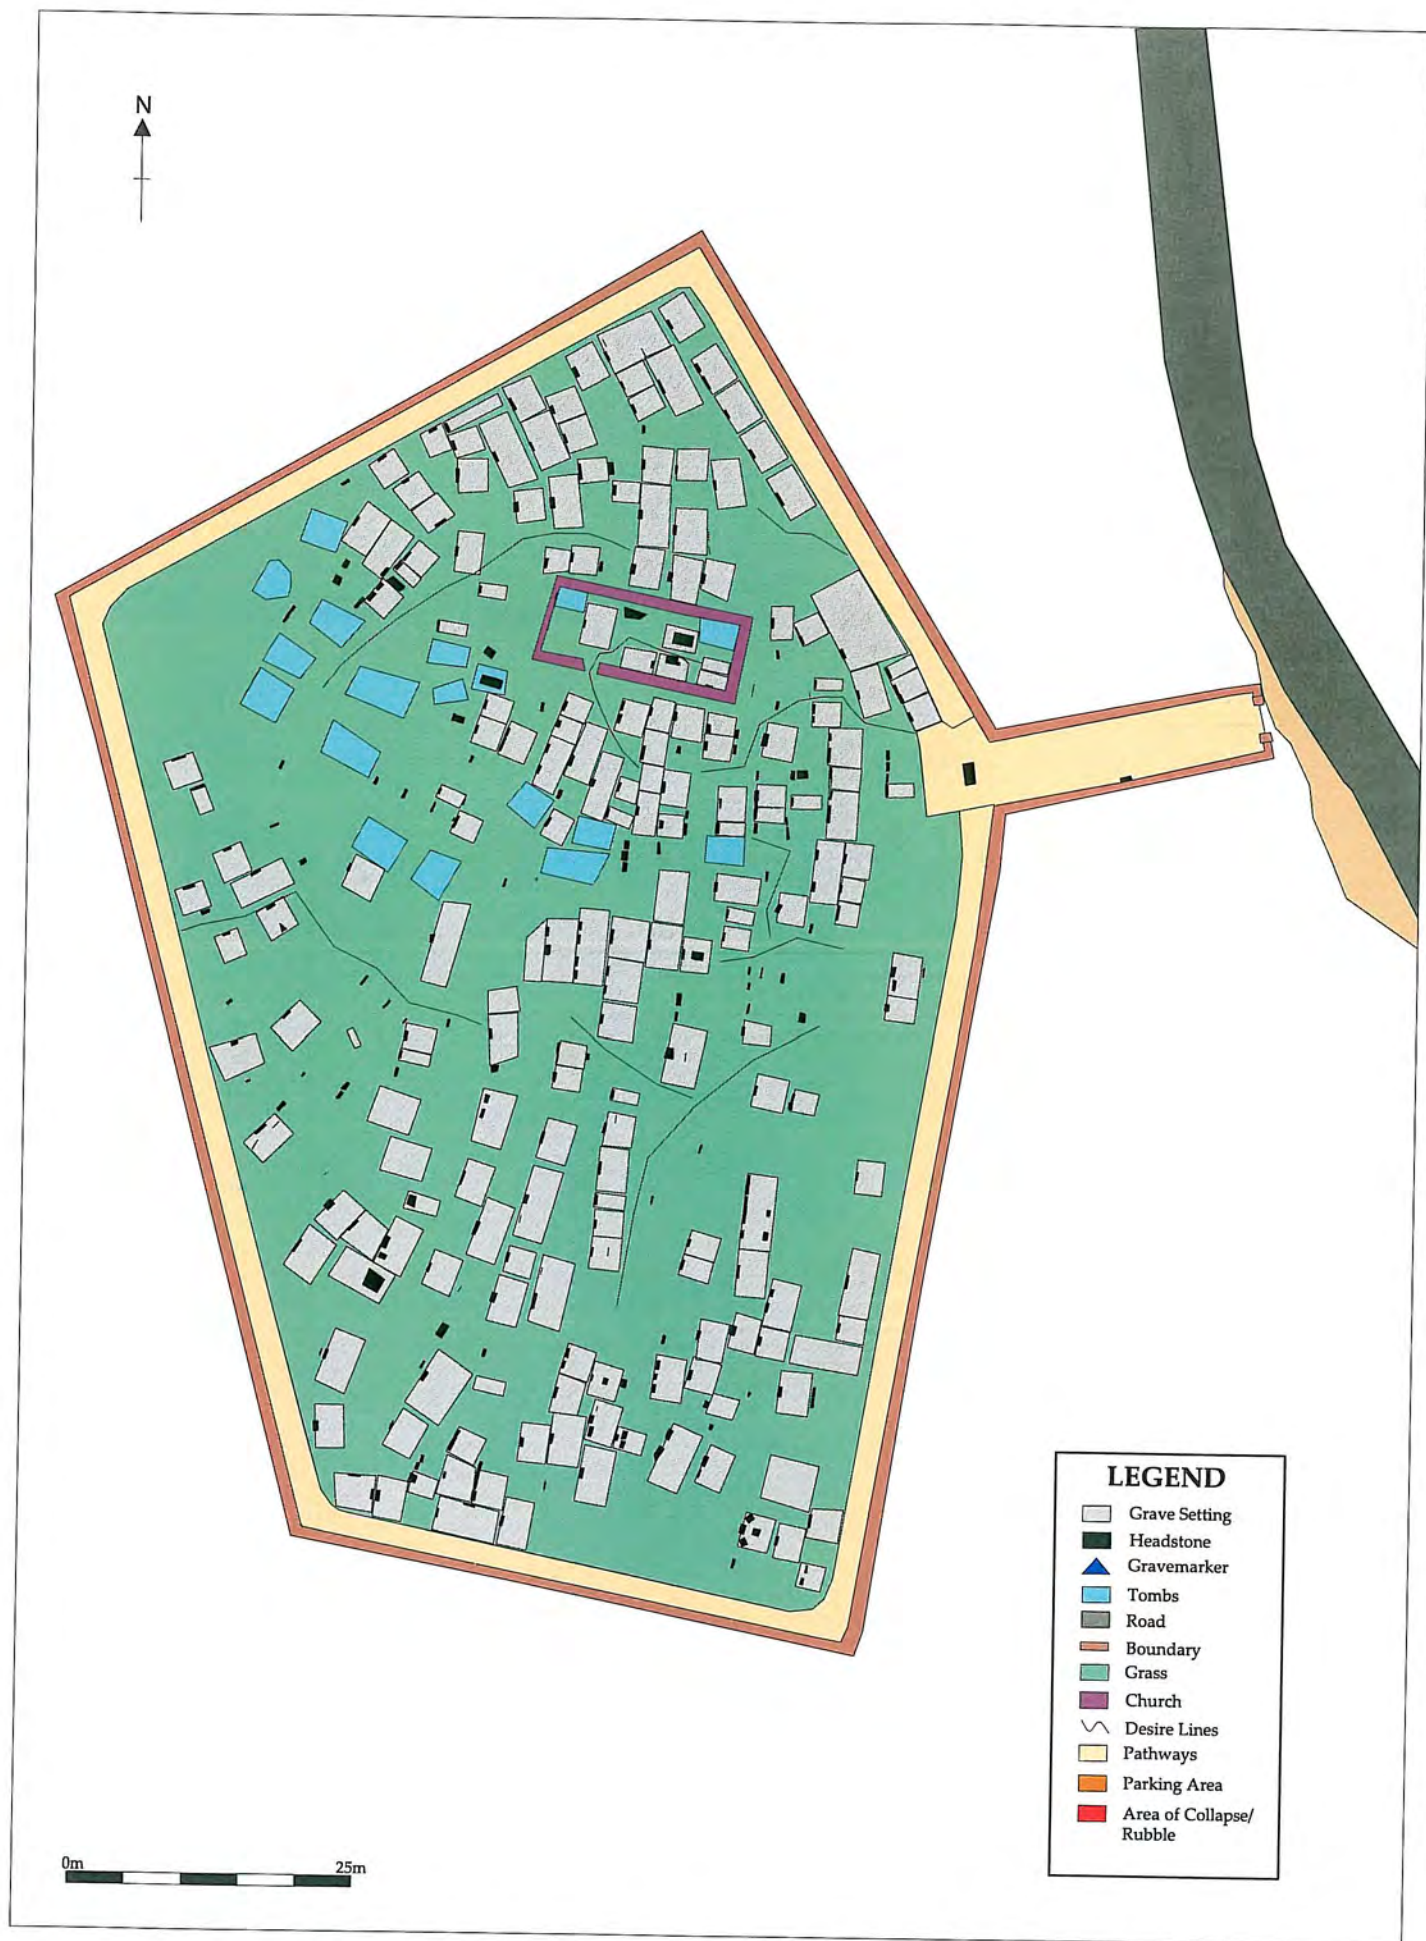 N
LEGEND
Grave Setting
Headstone
Gravemarker
Tombs
Road
Boundary
Grass
Church
Desire Lines
Pathways
Parking Area
Area of Collapse/
Rubble
0m
25m